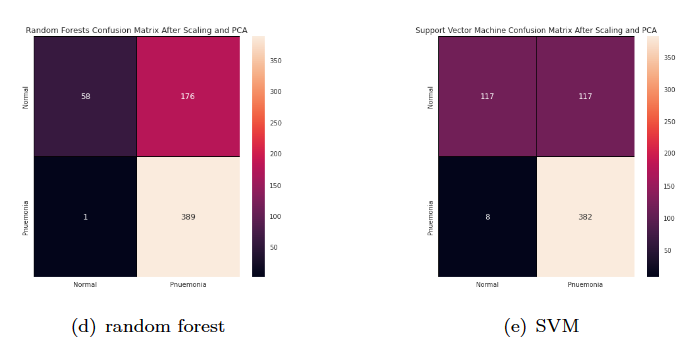 Random Forests Confusion Matrix After Scaling and PCA
Normal
58
176
Pnuemonia
1
389
Normal
Pnuemonia
350
300
250
200
150
100
50
(d) random forest
Support Vector Machine Confusion Matrix After Scaling and PCA
Normal
117
117
Pnuemonia
8
382
Normal
Pnuemonia
350
300
250
200
150
100
50
(e) SVM